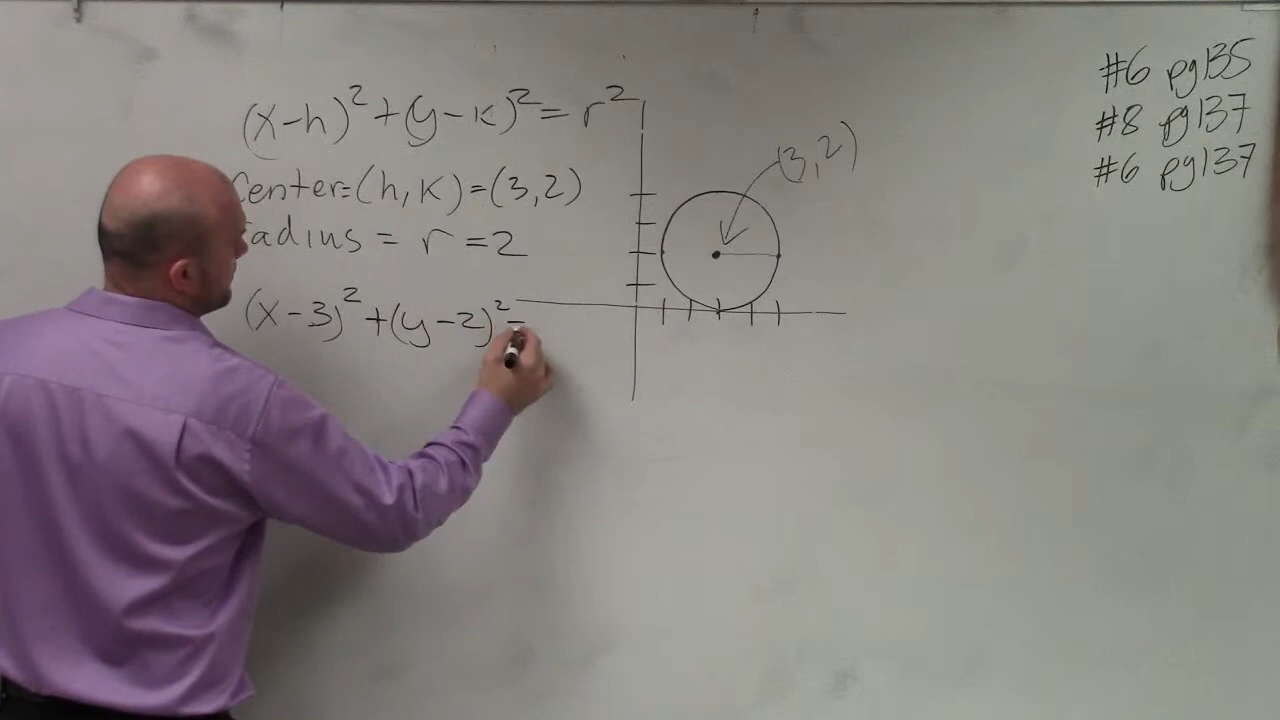 (x-h)²+(y-k)²=r²
Center=(h,k)=(3,2)
radius = r=2
(x-3)²+(y-2)²=
(3,2)
#6 pg135
#8 pg137
#6 pg137